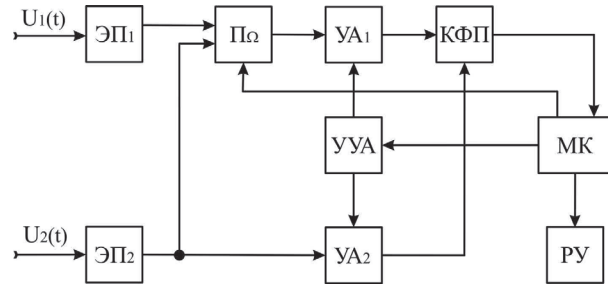 U₁(t)
ЭП₁
ПΩ
УА₁
КФП
УУА
МК
U₂(t)
ЭП₂
УА₂
РУ